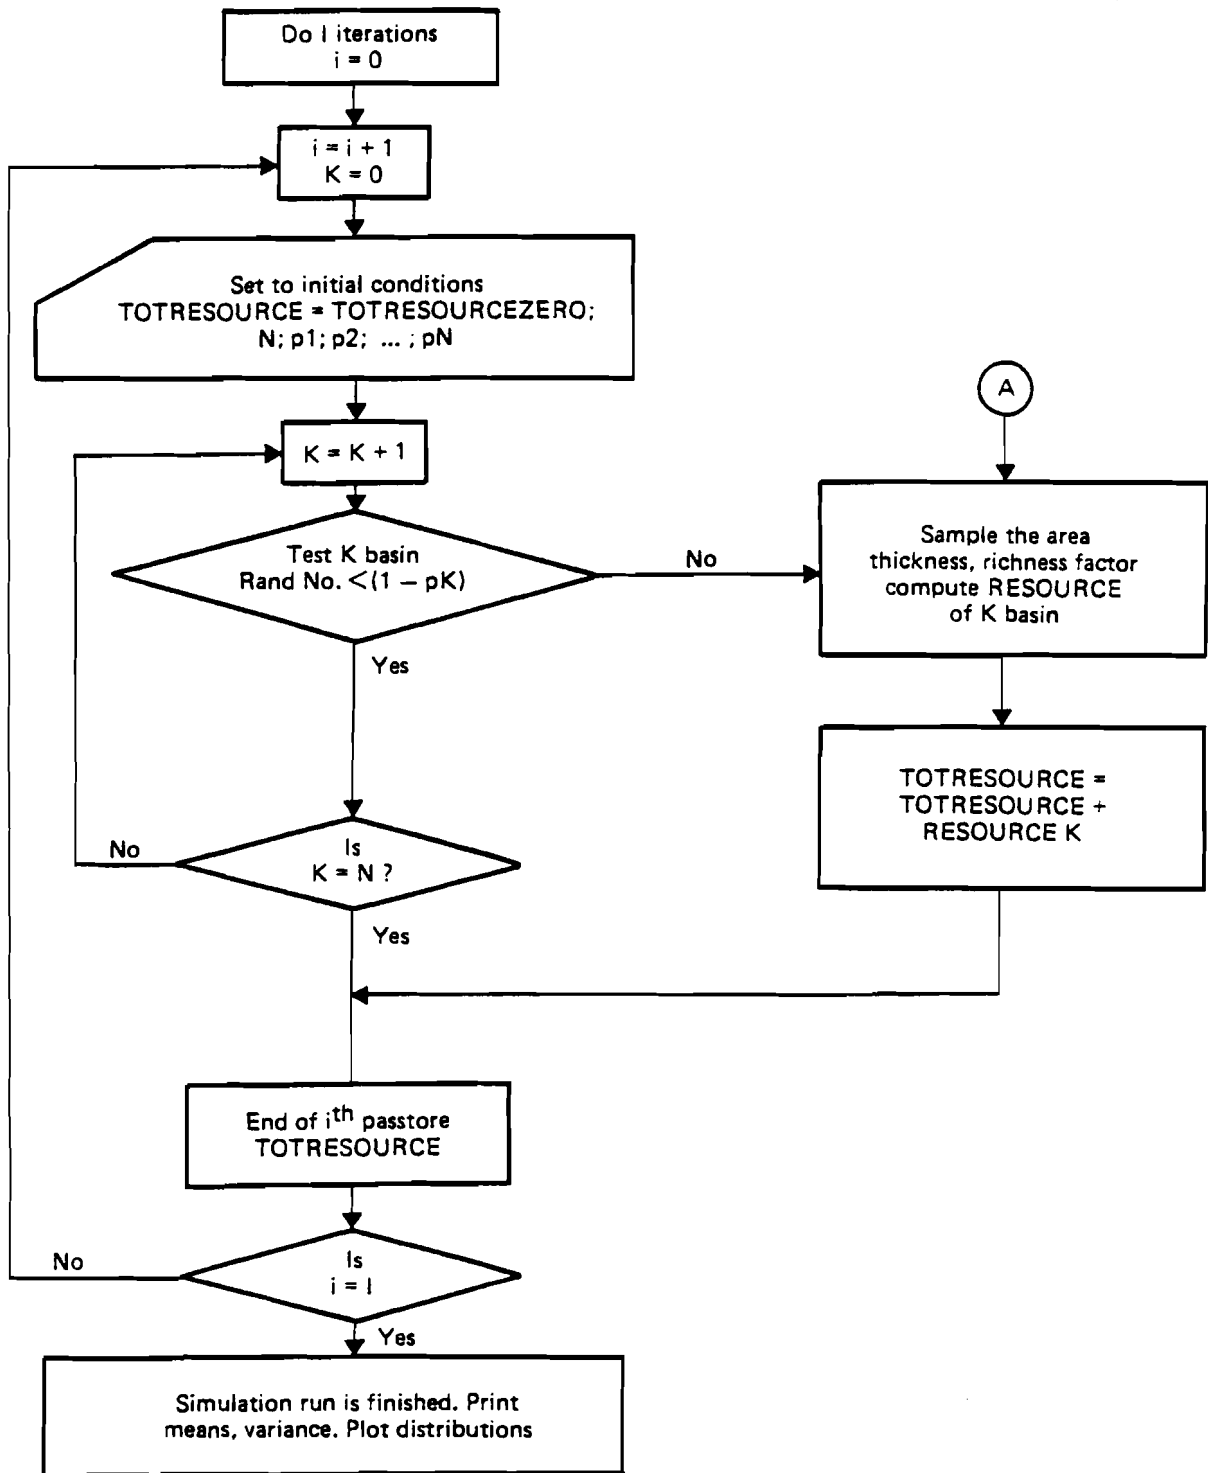 Do I iterations
i = 0
i = i + 1
K = 0
Set to initial conditions
TOTRESOURCE = TOTRESOURCEZERO;
N; p1; p2; ... ; pN
A
K = K + 1
Test K basin
Rand No. <(1 – pK)
No
Yes
Sample the area
thickness, richness factor
compute RESOURCE
of K basin
TOTRESOURCE =
TOTRESOURCE +
RESOURCE K
Is
K = N ?
No
Yes
End of ith passtore
TOTRESOURCE
Is
i = I
No
Yes
Simulation run is finished. Print
means, variance. Plot distributions